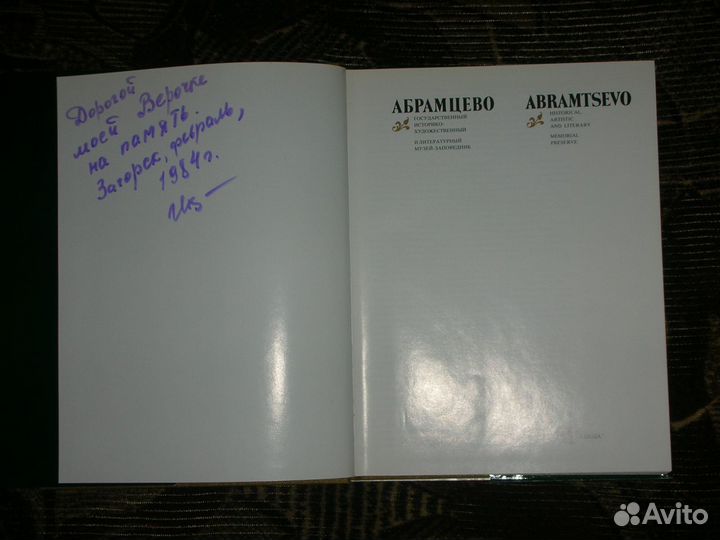 Дорогой
моей Верочке
на память.
Загорск, февраль,
1984г.
АБРАМЦЕВО
ГОСУДАРСТВЕННЫЙ
ИСТОРИКО-
ХУДОЖЕСТВЕННЫЙ
И ЛИТЕРАТУРНЫЙ
МУЗЕЙ-ЗАПОВЕДНИК
ABRAMTSEVO
HISTORICAL,
ARTISTIC
AND LITERARY
MEMORIAL
PRESERVE
Avito